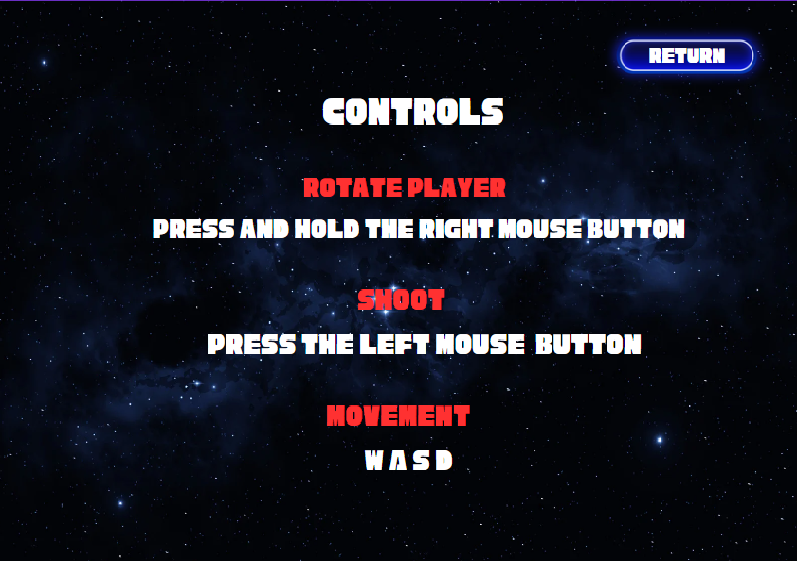 RETURN
CONTROLS
ROTATE PLAYER
PRESS AND HOLD THE RIGHT MOUSE BUTTON
SHOOT
PRESS THE LEFT MOUSE BUTTON
MOVEMENT
W A S D